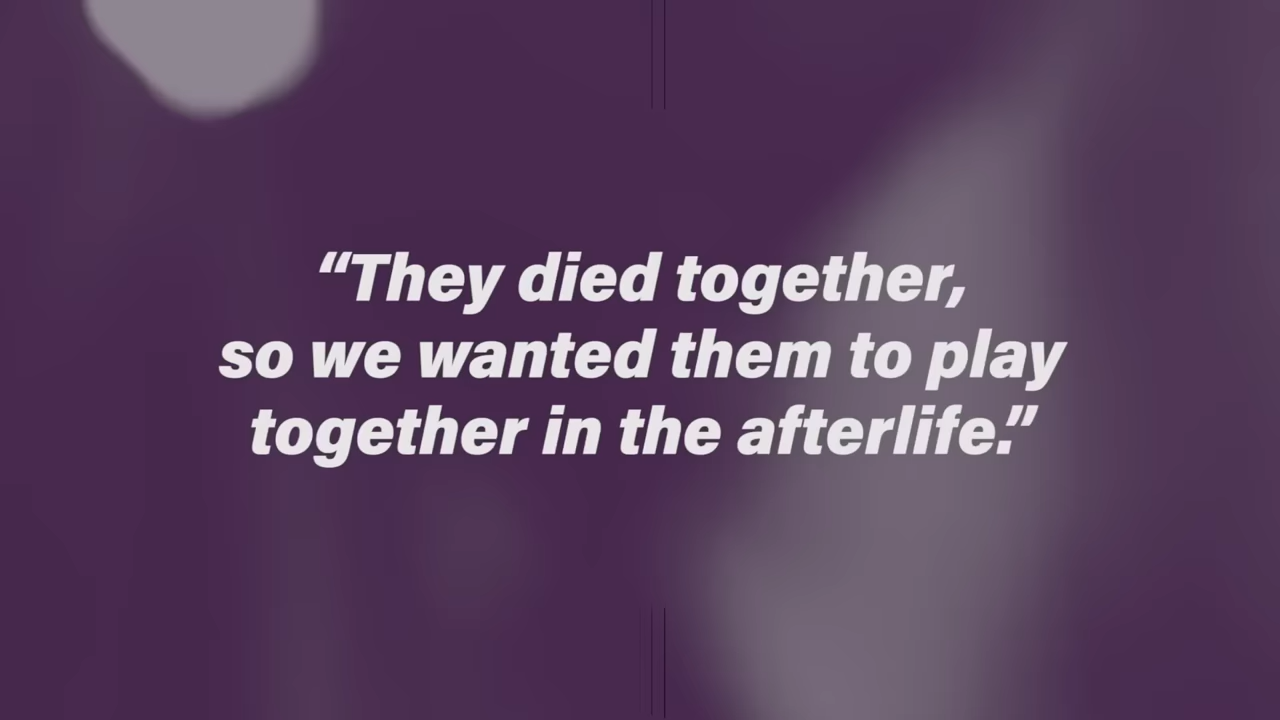 “They died together,
so we wanted them to play
together in the afterlife.”